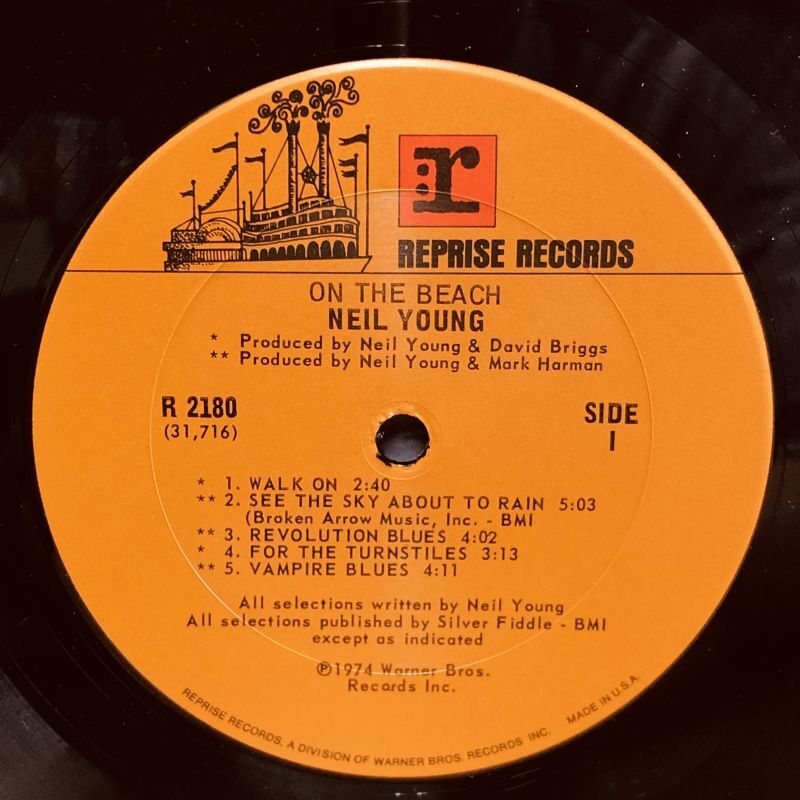 :r
REPRISE RECORDS
ON THE BEACH
NEIL YOUNG
* Produced by Neil Young & David Briggs
** Produced by Neil Young & Mark Harman
R 2180
(31,716)
SIDE
1
* 1. WALK ON 2:40
** 2. SEE THE SKY ABOUT TO RAIN 5:03
(Broken Arrow Music, Inc. - BMI
** 3. REVOLUTION BLUES 4:02
* 4. FOR THE TURNSTILES 3:13
** 5. VAMPIRE BLUES 4:11
All selections written by Neil Young
All selections published by Silver Fiddle - BMI
except as indicated
℗1974 Warner Bros.
Records Inc.
REPRISE RECORDS, A DIVISION OF WARNER BROS. RECORDS INC. MADE IN U.S.A.